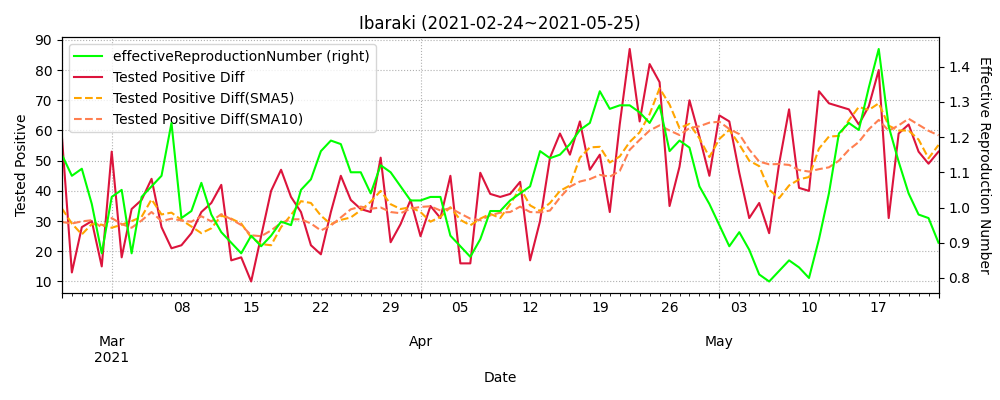 Ibaraki (2021-02-24~2021-05-25)
effectiveReproductionNumber (right)
Tested Positive Diff
Tested Positive Diff(SMA5)
Tested Positive Diff(SMA10)
Tested Positive
90
80
70
60
50
40
30
20
10
Effective Reproduction Number
1.4
1.3
1.2
1.1
1.0
0.9
0.8
08 15 22 29 05 12 19 26 03 10 17
Mar Apr May
2021
Date